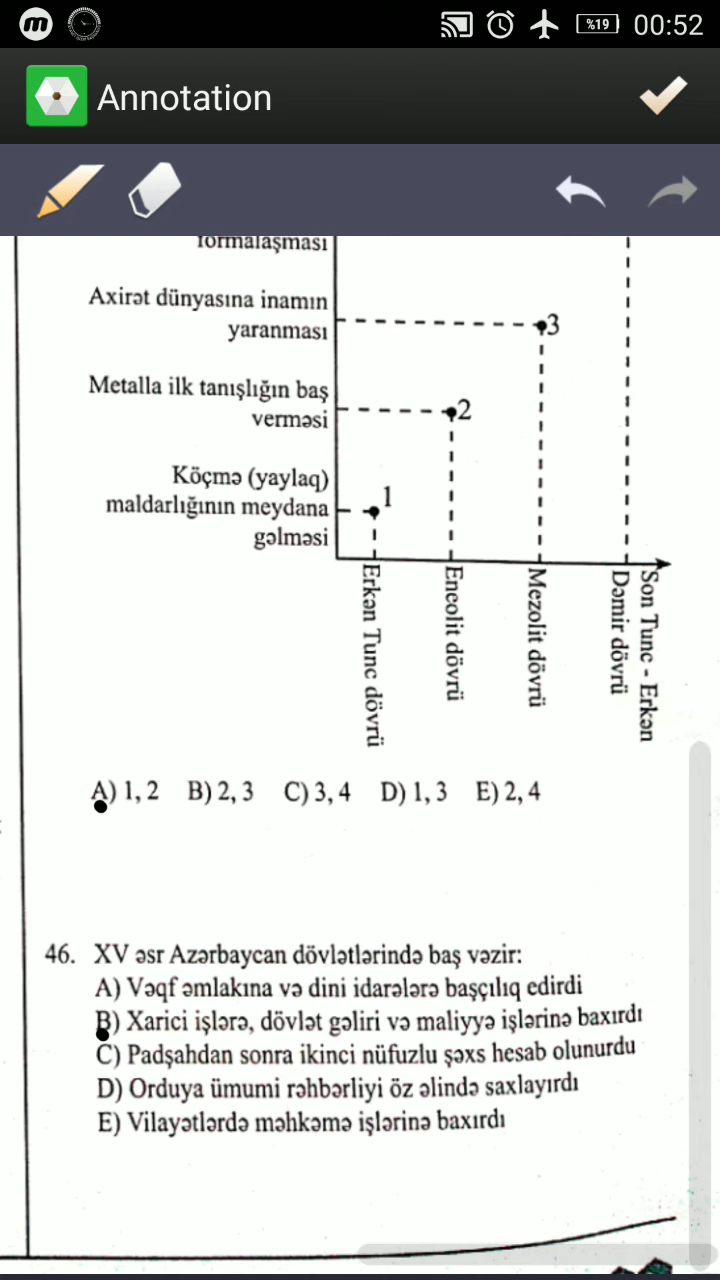 m
%19
00:52
Annotation
formalaşması
Axirət dünyasına inamın
yaranması
3
Metalla ilk tanışlığın baş
verməsi
2
Köçmə (yaylaq)
maldarlığının meydana
gəlməsi
1
Erkən Tunc dövrü
Eneolit dövrü
Mezolit dövrü
Son Tunc - Erkən
Dəmir dövrü
A) 1, 2 B) 2, 3 C) 3, 4 D) 1, 3 E) 2, 4
46. XV əsr Azərbaycan dövlətlərində baş vəzir:
A) Vəqf əmlakına və dini idarələrə başçılıq edirdi
B) Xarici işlərə, dövlət gəliri və maliyyə işlərinə baxırdı
C) Padşahdan sonra ikinci nüfuzlu şəxs hesab olunurdu
D) Orduya ümumi rəhbərliyi öz əlində saxlayırdı
E) Vilayətlərdə məhkəmə işlərinə baxırdı